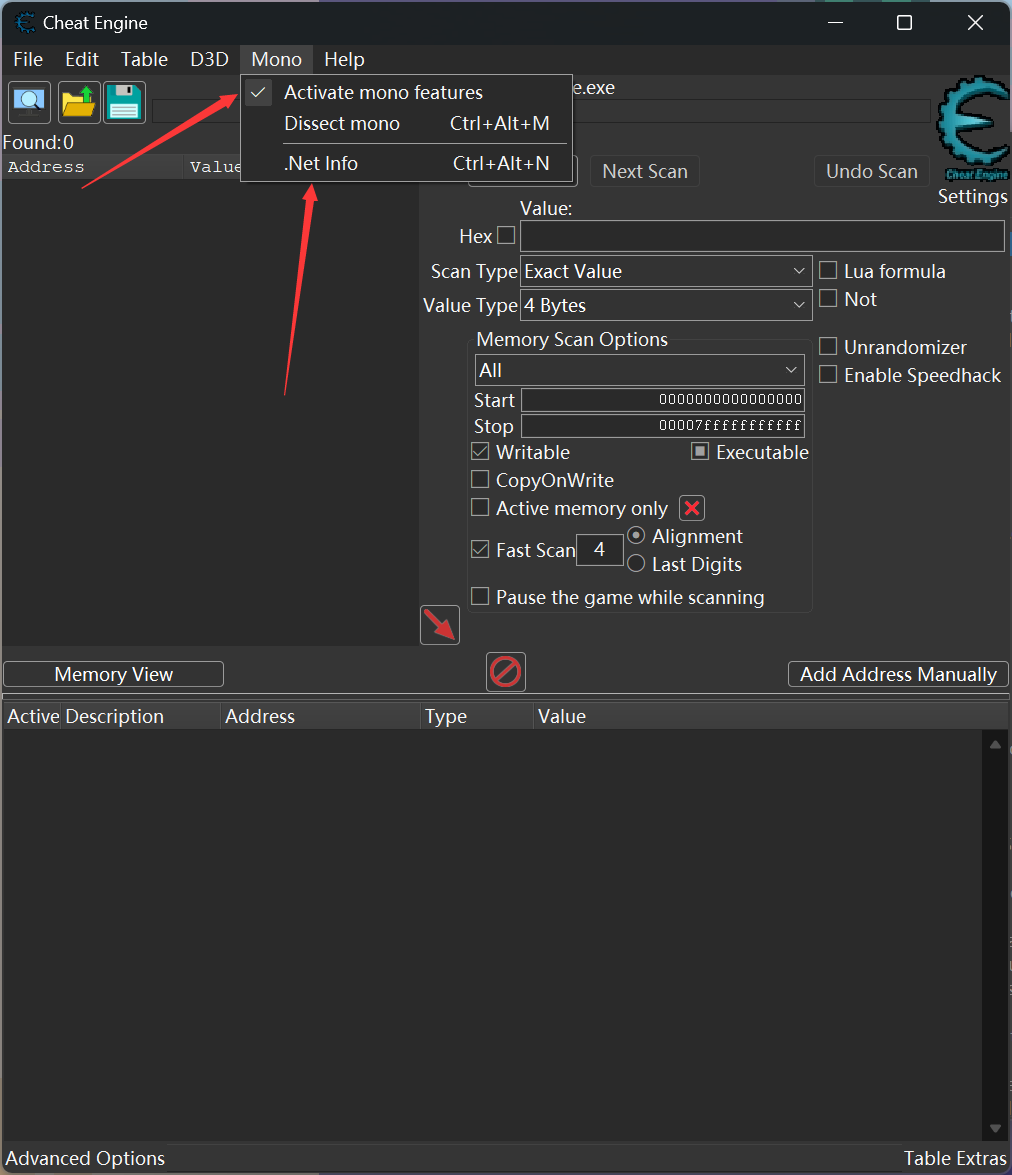 Cheat Engine
File Edit Table D3D Mono Help
Activate mono features
e.exe
Dissect mono Ctrl+Alt+M
.Net Info Ctrl+Alt+N
Found:0
Address Value
Next Scan Undo Scan
Cheat Engine
Settings
Value:
Hex
Scan Type Exact Value Lua formula
Value Type 4 Bytes Not
Memory Scan Options
All
Unrandomizer
Enable Speedhack
Start 0000000000000000
Stop 00007fffffffffff
Writable Executable
CopyOnWrite
Active memory only
Fast Scan 4 Alignment
Last Digits
Pause the game while scanning
Memory View Add Address Manually
Active Description Address Type Value
Advanced Options Table Extras